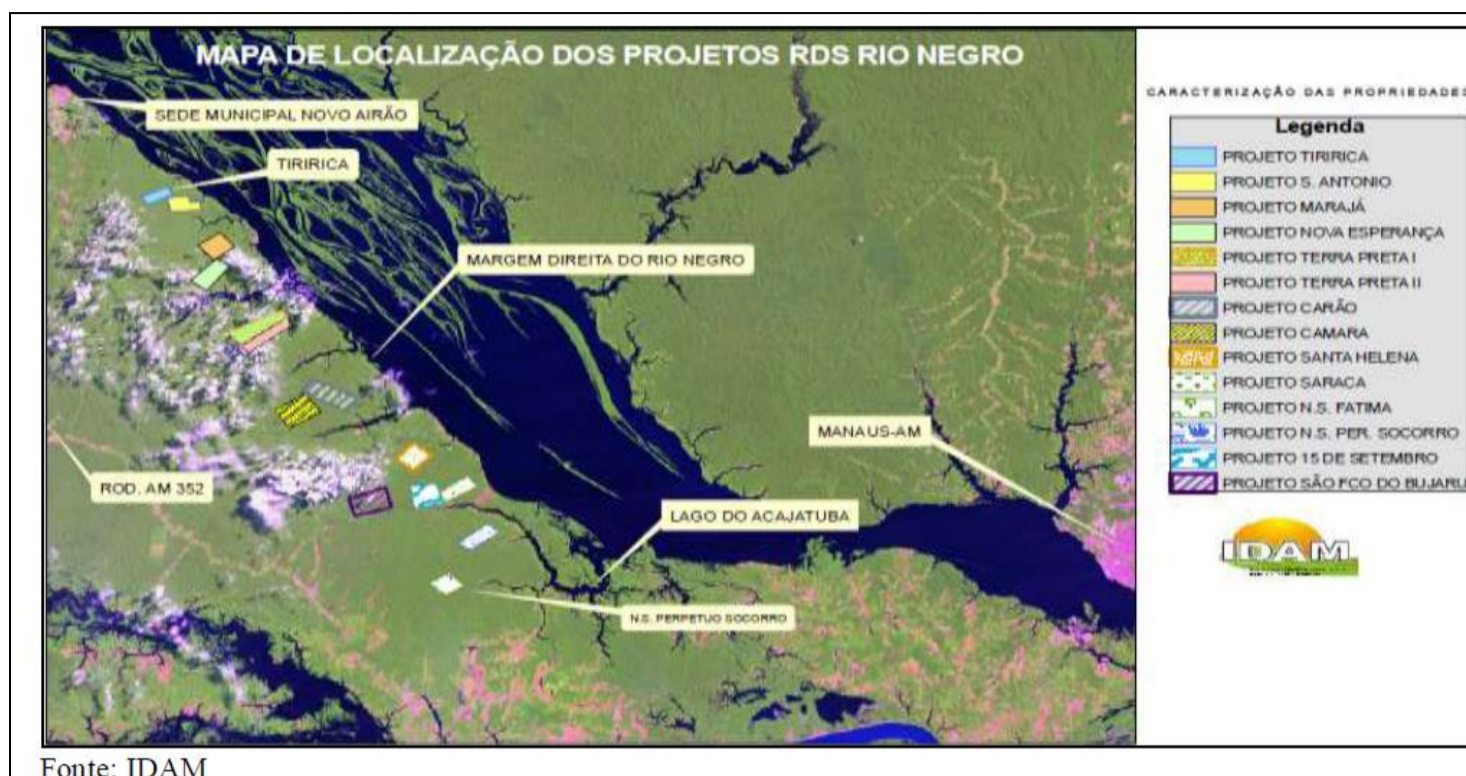 MAPA DE LOCALIZAÇÃO DOS PROJETOS RDS RIO NEGRO
SEDE MUNICIPAL NOVO AIRÃO
TIRIRICA
MARGEM DIREITA DO RIO NEGRO
MANAUS-AM
ROD. AM 352
LAGO DO ACAJATUBA
N.S. PERPETUO SOCORRO
CARACTERIZAÇÃO DAS PROPRIEDADES
Legenda
PROJETO TIRIRICA
PROJETO S. ANTONIO
PROJETO MARAJÁ
PROJETO NOVA ESPERANÇA
PROJETO TERRA PRETA I
PROJETO TERRA PRETA II
PROJETO CARÃO
PROJETO CAMARA
PROJETO SANTA HELENA
PROJETO SARACA
PROJETO N.S. FATIMA
PROJETO N.S. PER. SOCORRO
PROJETO 15 DE SETEMBRO
PROJETO SÃO FCO DO BUJARU
IDAM
Fonte: IDAM